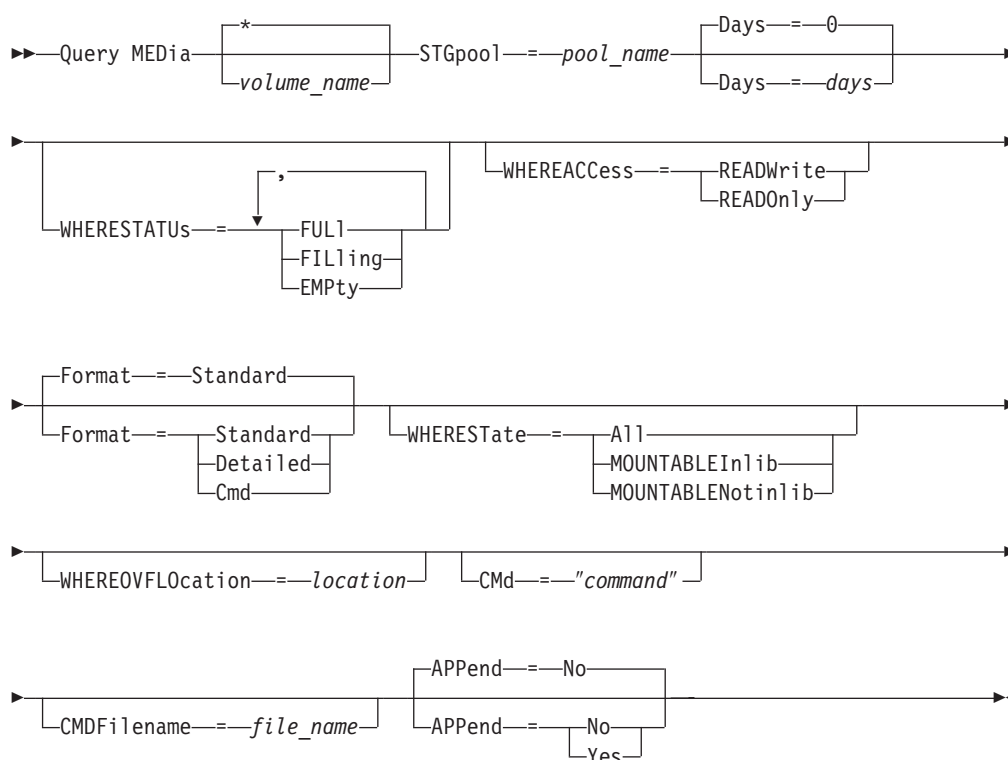 * Days = 0
Query MEDia STGpool = pool_name
volume_name Days = days
,
WHEREACCess = READWrite
READOnly
WHERESTATUs = FULl
FILling
EMPty
Format = Standard
Format = Standard WHEREState = All
Detailed MOUNTABLEInlib
Cmd MOUNTABLENotinlib
WHEREOVFLOcation = location CMd = "command"
APPend = No
CMDFilename = file_name APPend = No
Yes